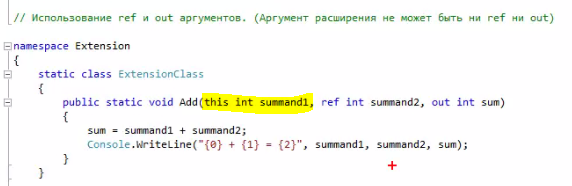 // Использование ref и out аргументов. (Аргумент расширения не может быть ни ref ни out)
namespace Extension
{
static class ExtensionClass
{
public static void Add(this int summand1, ref int summand2, out int sum)
{
sum = summand1 + summand2;
Console.WriteLine("{0} + {1} = {2}", summand1, summand2, sum);
}
}